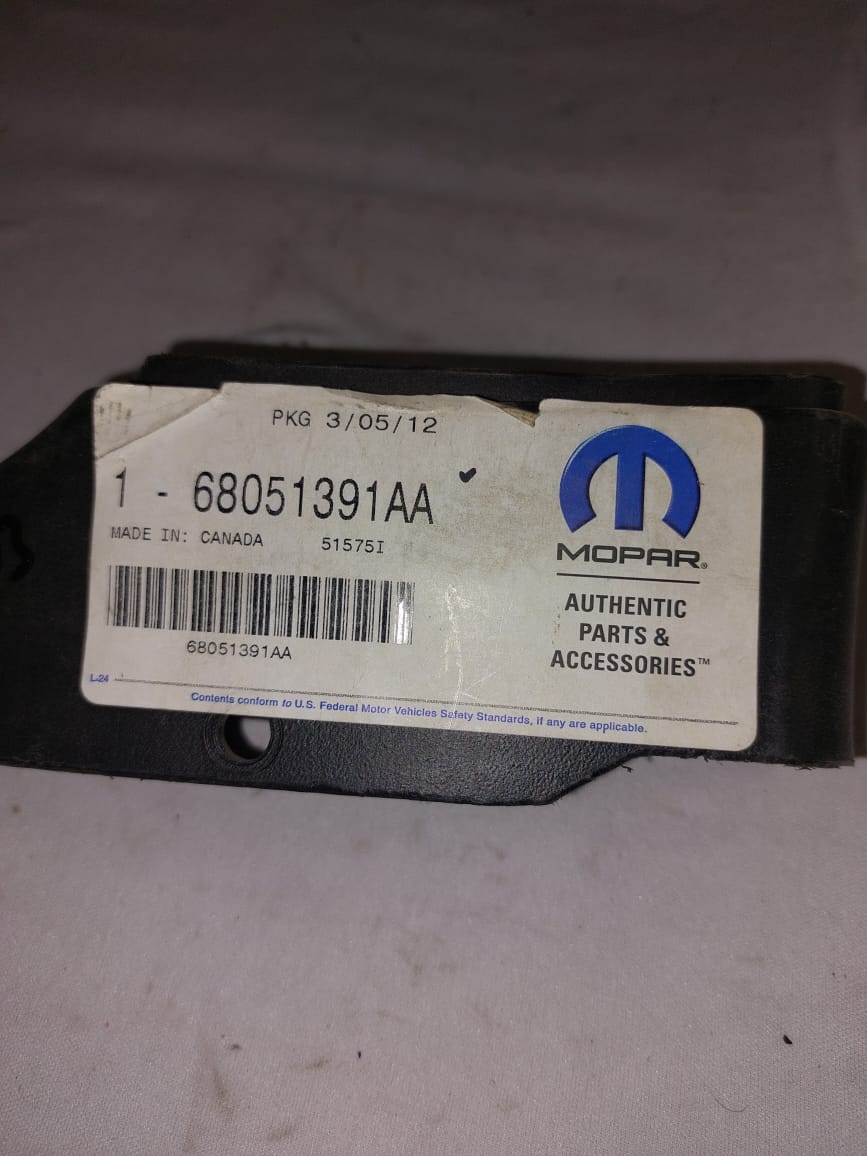 PKG 3/05/12
1 - 68051391AA
MADE IN: CANADA 51575I
68051391AA
MOPAR®
AUTHENTIC
PARTS &
ACCESSORIES™
L-24
Contents conform to U.S. Federal Motor Vehicles Safety Standards, if any are applicable.